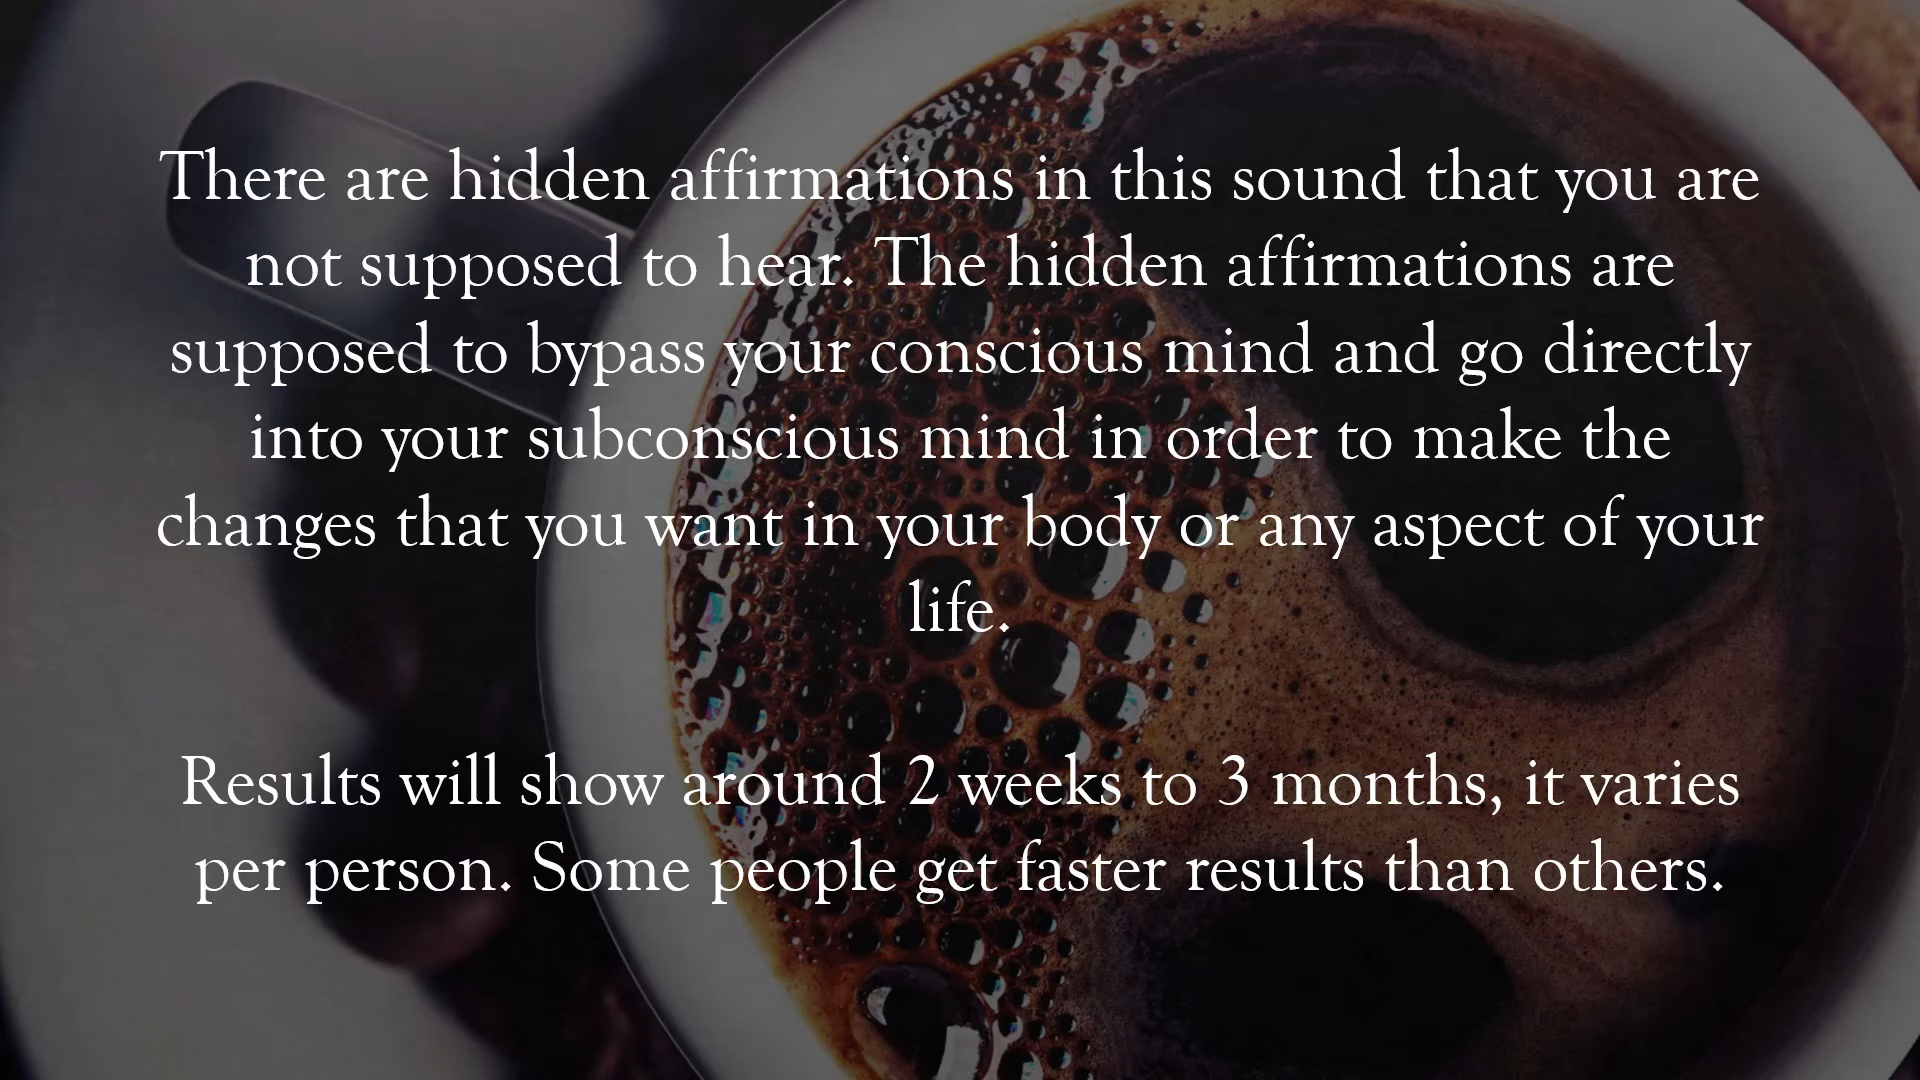 There are hidden affirmations in this sound that you are
not supposed to hear. The hidden affirmations are
supposed to bypass your conscious mind and go directly
into your subconscious mind in order to make the
changes that you want in your body or any aspect of your
life.
Results will show around 2 weeks to 3 months, it varies
per person. Some people get faster results than others.